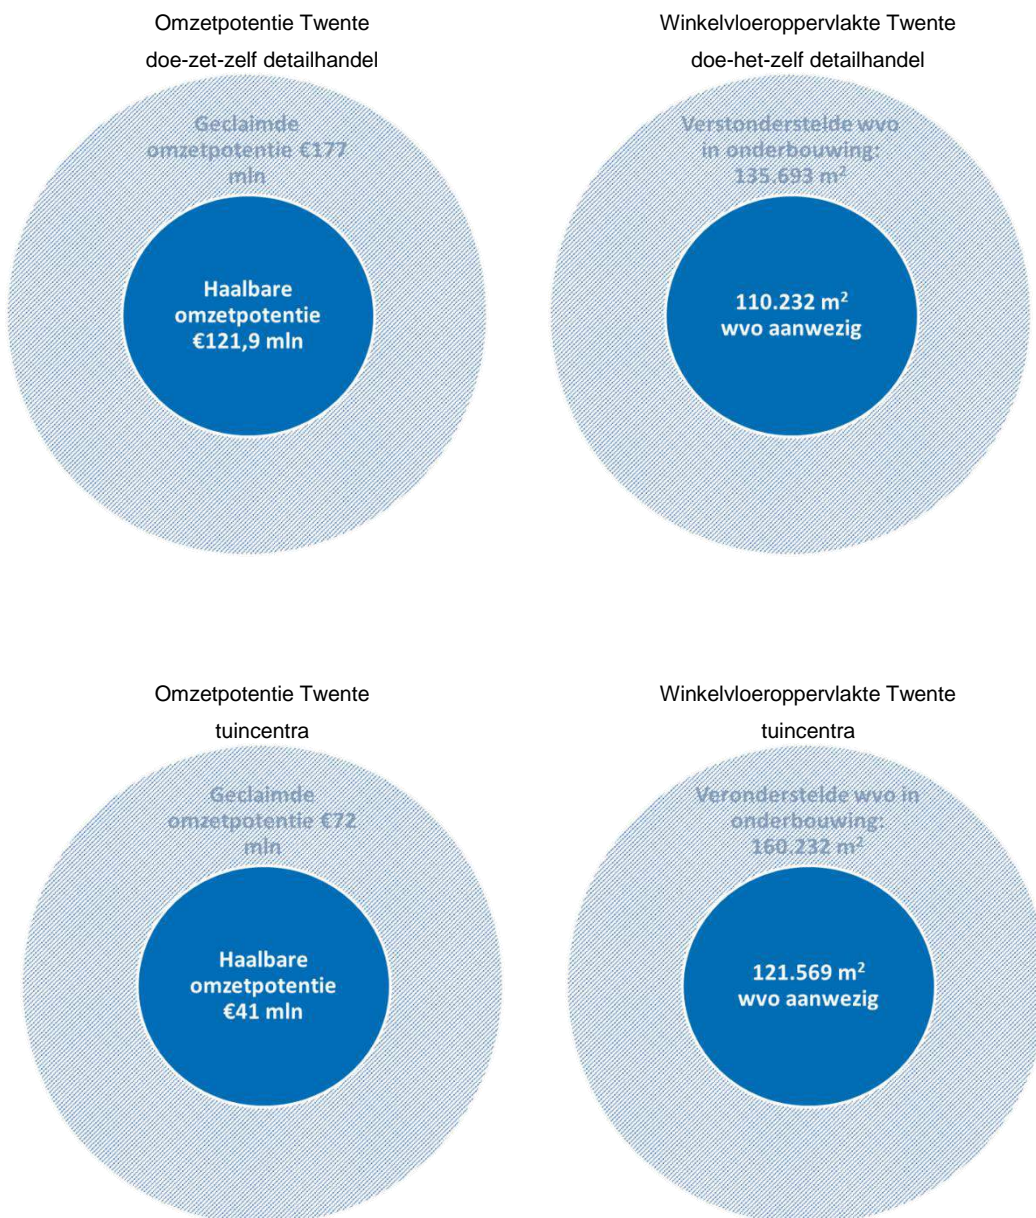 Omzetpotentie Twente
doe-zet-zelf detailhandel
Geclaimde
omzetpotentie €177
mln
Haalbare
omzetpotentie
€121,9 mln
Winkelvloeroppervlakte Twente
doe-het-zelf detailhandel
Verstonderstelde wvo
in onderbouwing:
135.693 m²
110.232 m²
wvo aanwezig
Omzetpotentie Twente
tuincentra
Geclaimde
omzetpotentie €72
mln
Haalbare
omzetpotentie
€41 mln
Winkelvloeroppervlakte Twente
tuincentra
Veronderstelde wvo in
onderbouwing:
160.232 m²
121.569 m²
wvo aanwezig